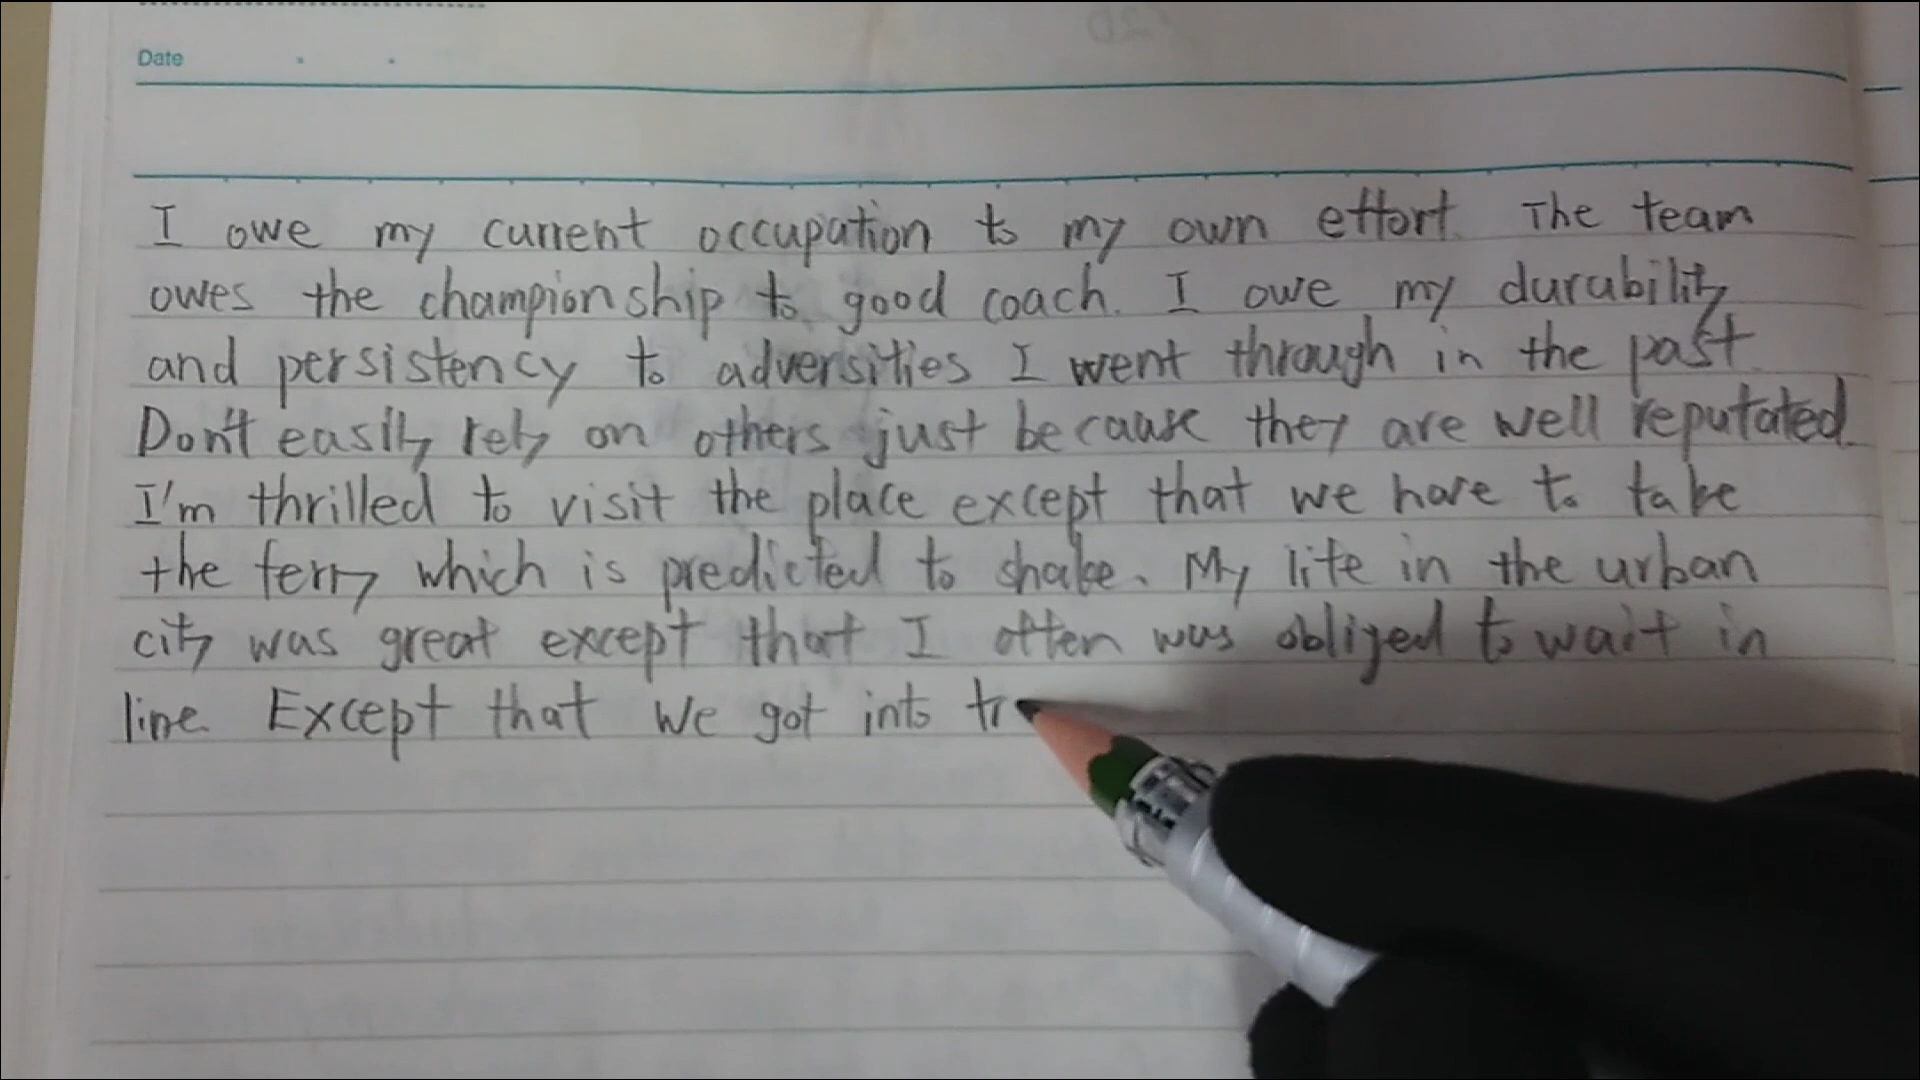 Date
I owe my current occupation to my own effort. The team
owes the championship to good coach. I owe my durability
and persistency to adversities I went through in the past.
Don't easily rely on others just because they are well reputated.
I'm thrilled to visit the place except that we have to take
the ferry which is predicted to shake. My life in the urban
city was great except that I often was obliged to wait in
line. Except that we got into tr